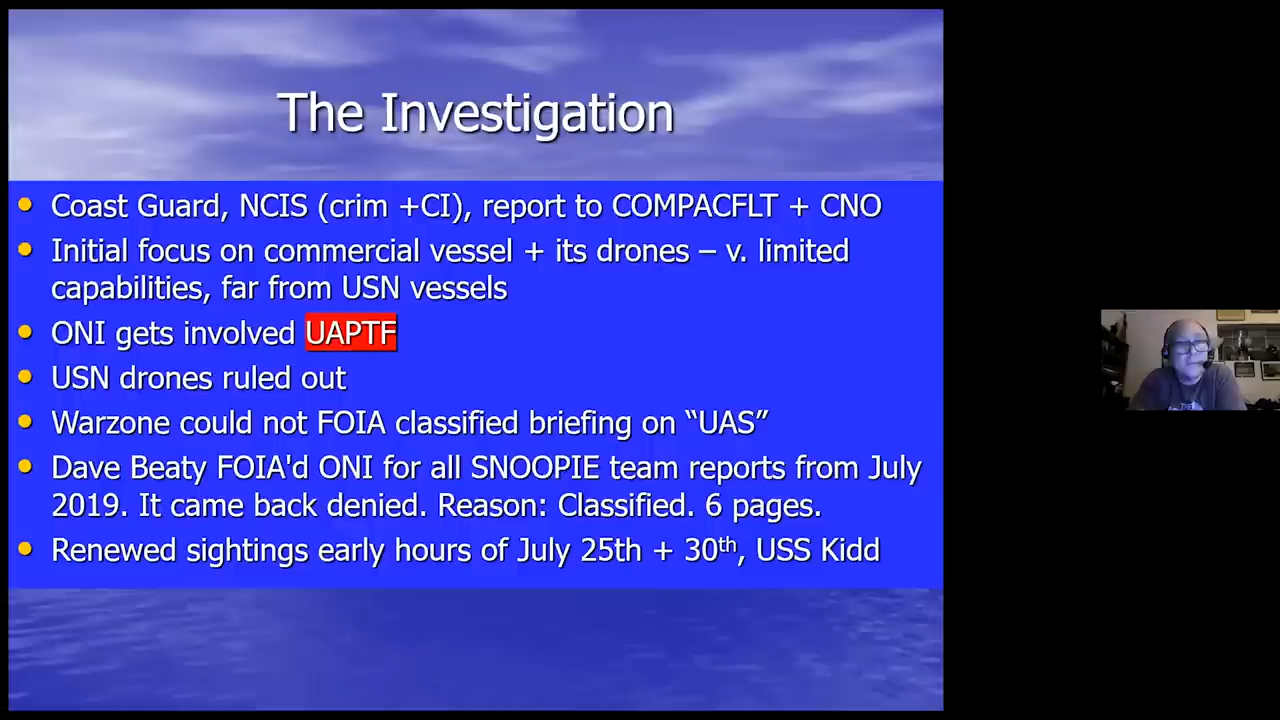 The Investigation
Coast Guard, NCIS (crim +CI), report to COMPACFLT + CNO
Initial focus on commercial vessel + its drones – v. limited
capabilities, far from USN vessels
ONI gets involved UAPTF
USN drones ruled out
Warzone could not FOIA classified briefing on “UAS”
Dave Beaty FOIA'd ONI for all SNOOPIE team reports from July
2019. It came back denied. Reason: Classified. 6 pages.
Renewed sightings early hours of July 25th + 30th, USS Kidd